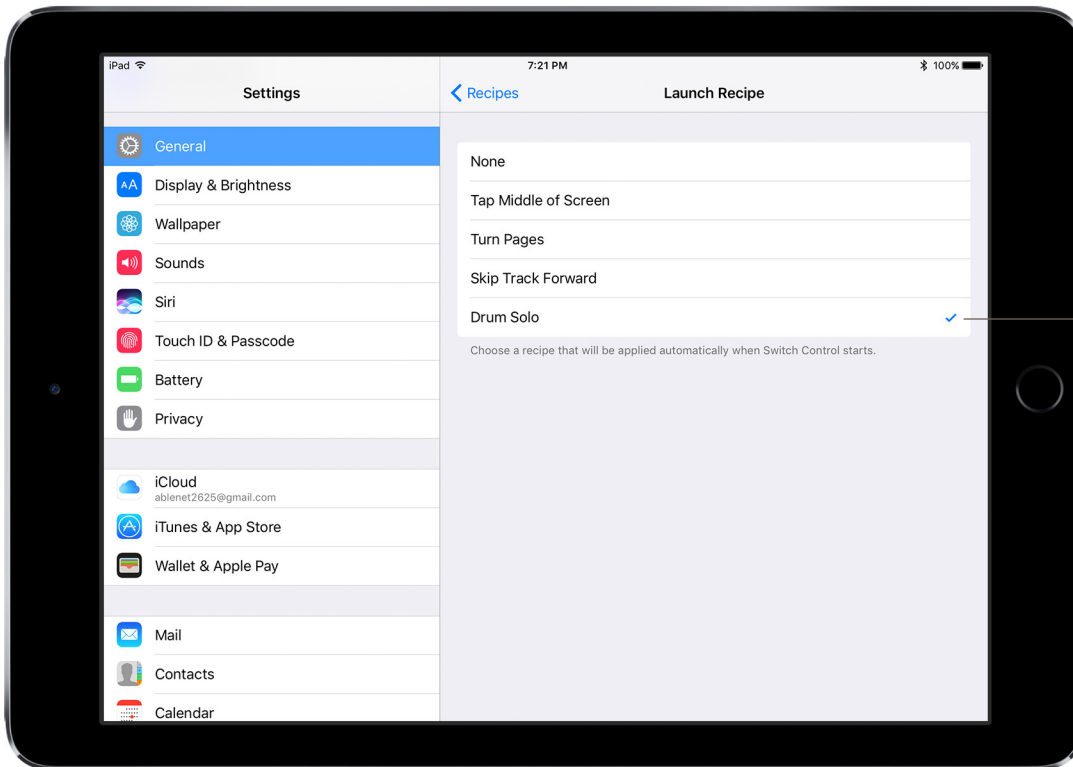 iPad 7:21 PM 100%
Settings
General
Display & Brightness
Wallpaper
Sounds
Siri
Touch ID & Passcode
Battery
Privacy
iCloud
ablenet2625@gmail.com
iTunes & App Store
Wallet & Apple Pay
Mail
Contacts
Calendar
Recipes Launch Recipe
None
Tap Middle of Screen
Turn Pages
Skip Track Forward
Drum Solo
Choose a recipe that will be applied automatically when Switch Control starts.